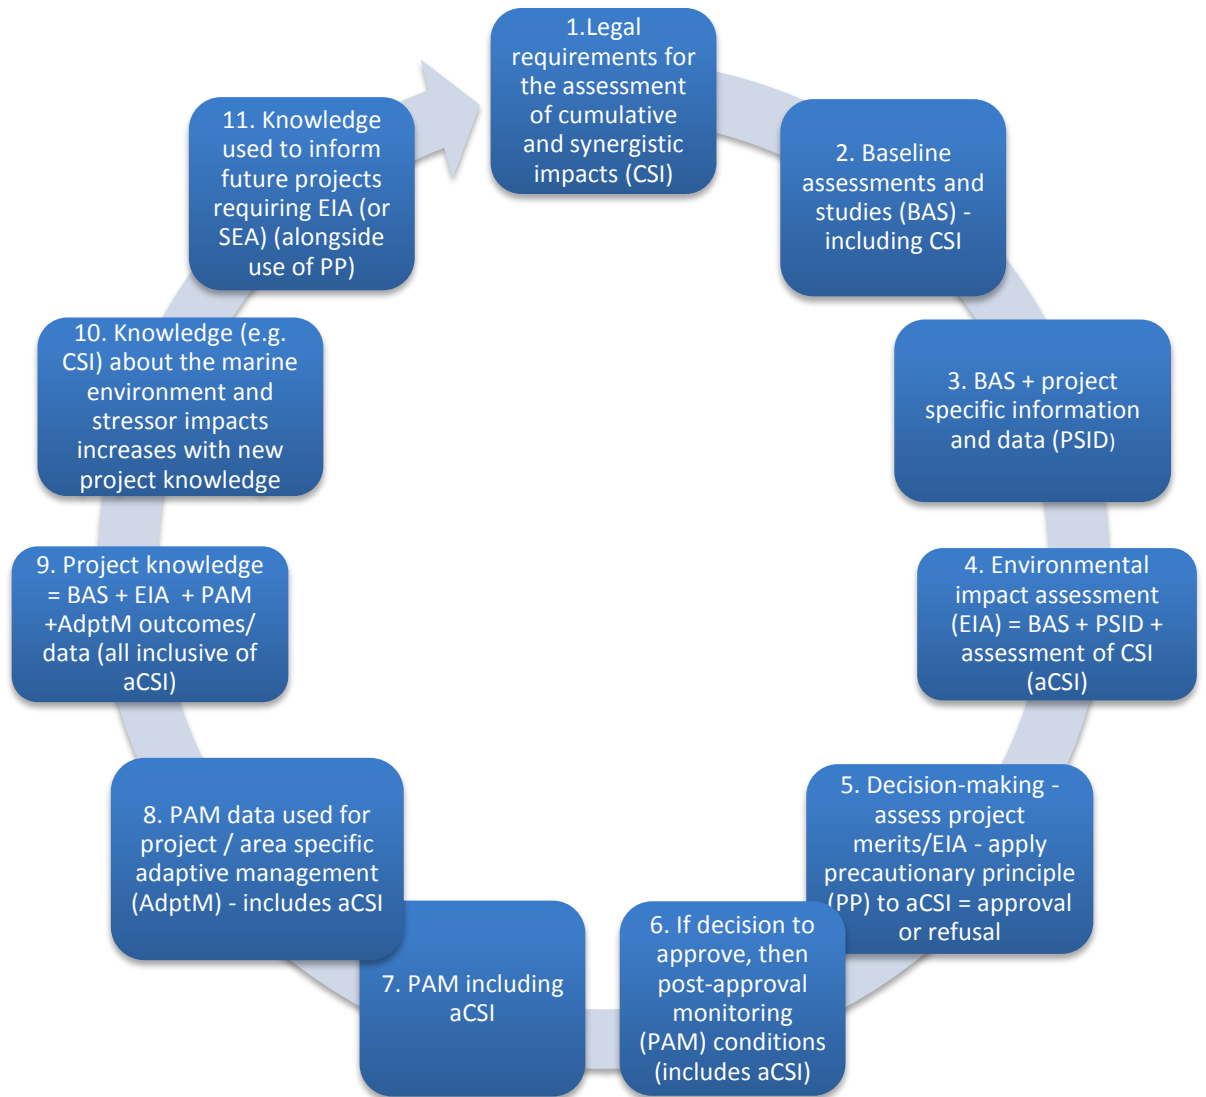 1.Legal
requirements for
the assessment
of cumulative
and synergistic
impacts (CSI)
2. Baseline
assessments and
studies (BAS) -
including CSI
3. BAS + project
specific information
and data (PSID)
4. Environmental
impact assessment
(EIA) = BAS + PSID +
assessment of CSI
(aCSI)
5. Decision-making -
assess project
merits/EIA - apply
precautionary principle
(PP) to aCSI = approval
or refusal
6. If decision to
approve, then
post-approval
monitoring
(PAM) conditions
(includes aCSI)
7. PAM including
aCSI
8. PAM data used for
project / area specific
adaptive management
(AdptM) - includes aCSI
9. Project knowledge
= BAS + EIA + PAM
+AdptM outcomes/
data (all inclusive of
aCSI)
10. Knowledge (e.g.
CSI) about the marine
environment and
stressor impacts
increases with new
project knowledge
11. Knowledge
used to inform
future projects
requiring EIA (or
SEA) (alongside
use of PP)